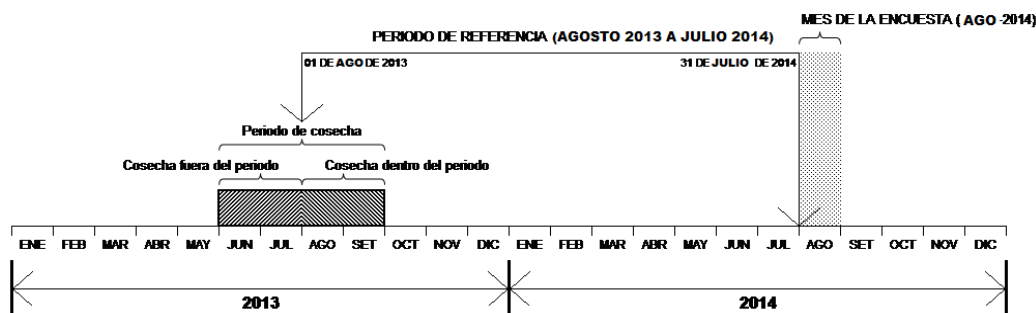 MES DE LA ENCUESTA ( AGO -2014)
PERIODO DE REFERENCIA (AGOSTO 2013 A JULIO 2014)
01 DE AGO DE 2013
31 DE JULIO DE 2014
Periodo de cosecha
Cosecha fuera del periodo
Cosecha dentro del periodo
ENE FEB MAR ABR MAY JUN JUL AGO SET OCT NOV DIC ENE FEB MAR ABR MAY JUN JUL AGO SET OCT NOV DIC
2013
2014